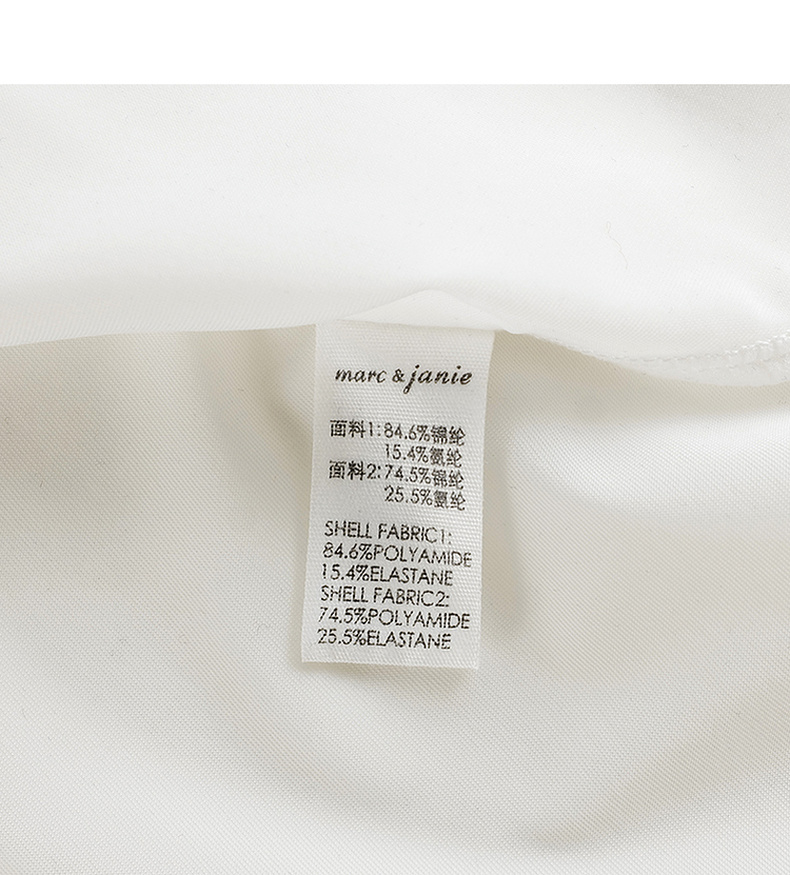 marc & janie
面料1:84.6%锦纶
15.4%氨纶
面料2:74.5%锦纶
25.5%氨纶
SHELL FABRIC1:
84.6%POLYAMIDE
15.4%ELASTANE
SHELL FABRIC2:
74.5%POLYAMIDE
25.5%ELASTANE